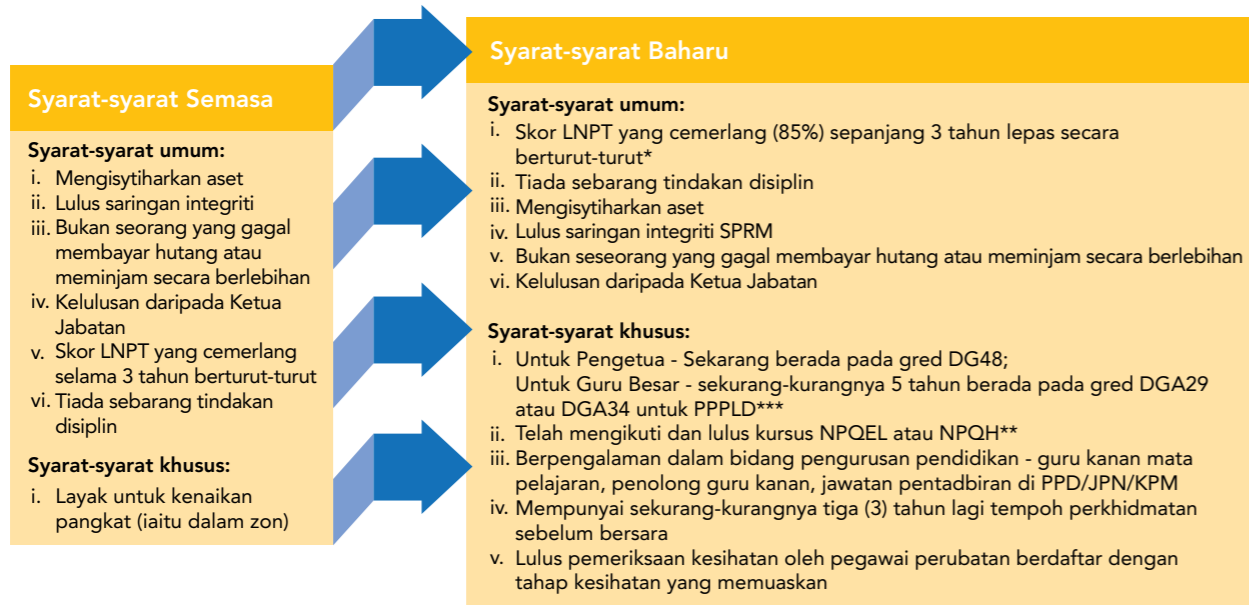 Syarat-syarat Semasa
Syarat-syarat umum:
i. Mengisytiharkan aset
ii. Lulus saringan integriti
iii. Bukan seorang yang gagal
membayar hutang atau
meminjam secara berlebihan
iv. Kelulusan daripada Ketua
Jabatan
v. Skor LNPT yang cemerlang
selama 3 tahun berturut-turut
vi. Tiada sebarang tindakan
disiplin
Syarat-syarat khusus:
i. Layak untuk kenaikan
pangkat (iaitu dalam zon)
Syarat-syarat Baharu
Syarat-syarat umum:
i. Skor LNPT yang cemerlang (85%) sepanjang 3 tahun lepas secara
berturut-turut*
ii. Tiada sebarang tindakan disiplin
iii. Mengisytiharkan aset
iv. Lulus saringan integriti SPRM
v. Bukan seseorang yang gagal membayar hutang atau meminjam secara berlebihan
vi. Kelulusan daripada Ketua Jabatan
Syarat-syarat khusus:
i. Untuk Pengetua - Sekarang berada pada gred DG48;
Untuk Guru Besar - sekurang-kurangnya 5 tahun berada pada gred DGA29
atau DGA34 untuk PPPLD***
ii. Telah mengikuti dan lulus kursus NPQEL atau NPQH**
iii. Berpengalaman dalam bidang pengurusan pendidikan - guru kanan mata
pelajaran, penolong guru kanan, jawatan pentadbiran di PPD/JPN/KPM
iv. Mempunyai sekurang-kurangnya tiga (3) tahun lagi tempoh perkhidmatan
sebelum bersara
v. Lulus pemeriksaan kesihatan oleh pegawai perubatan berdaftar dengan
tahap kesihatan yang memuaskan